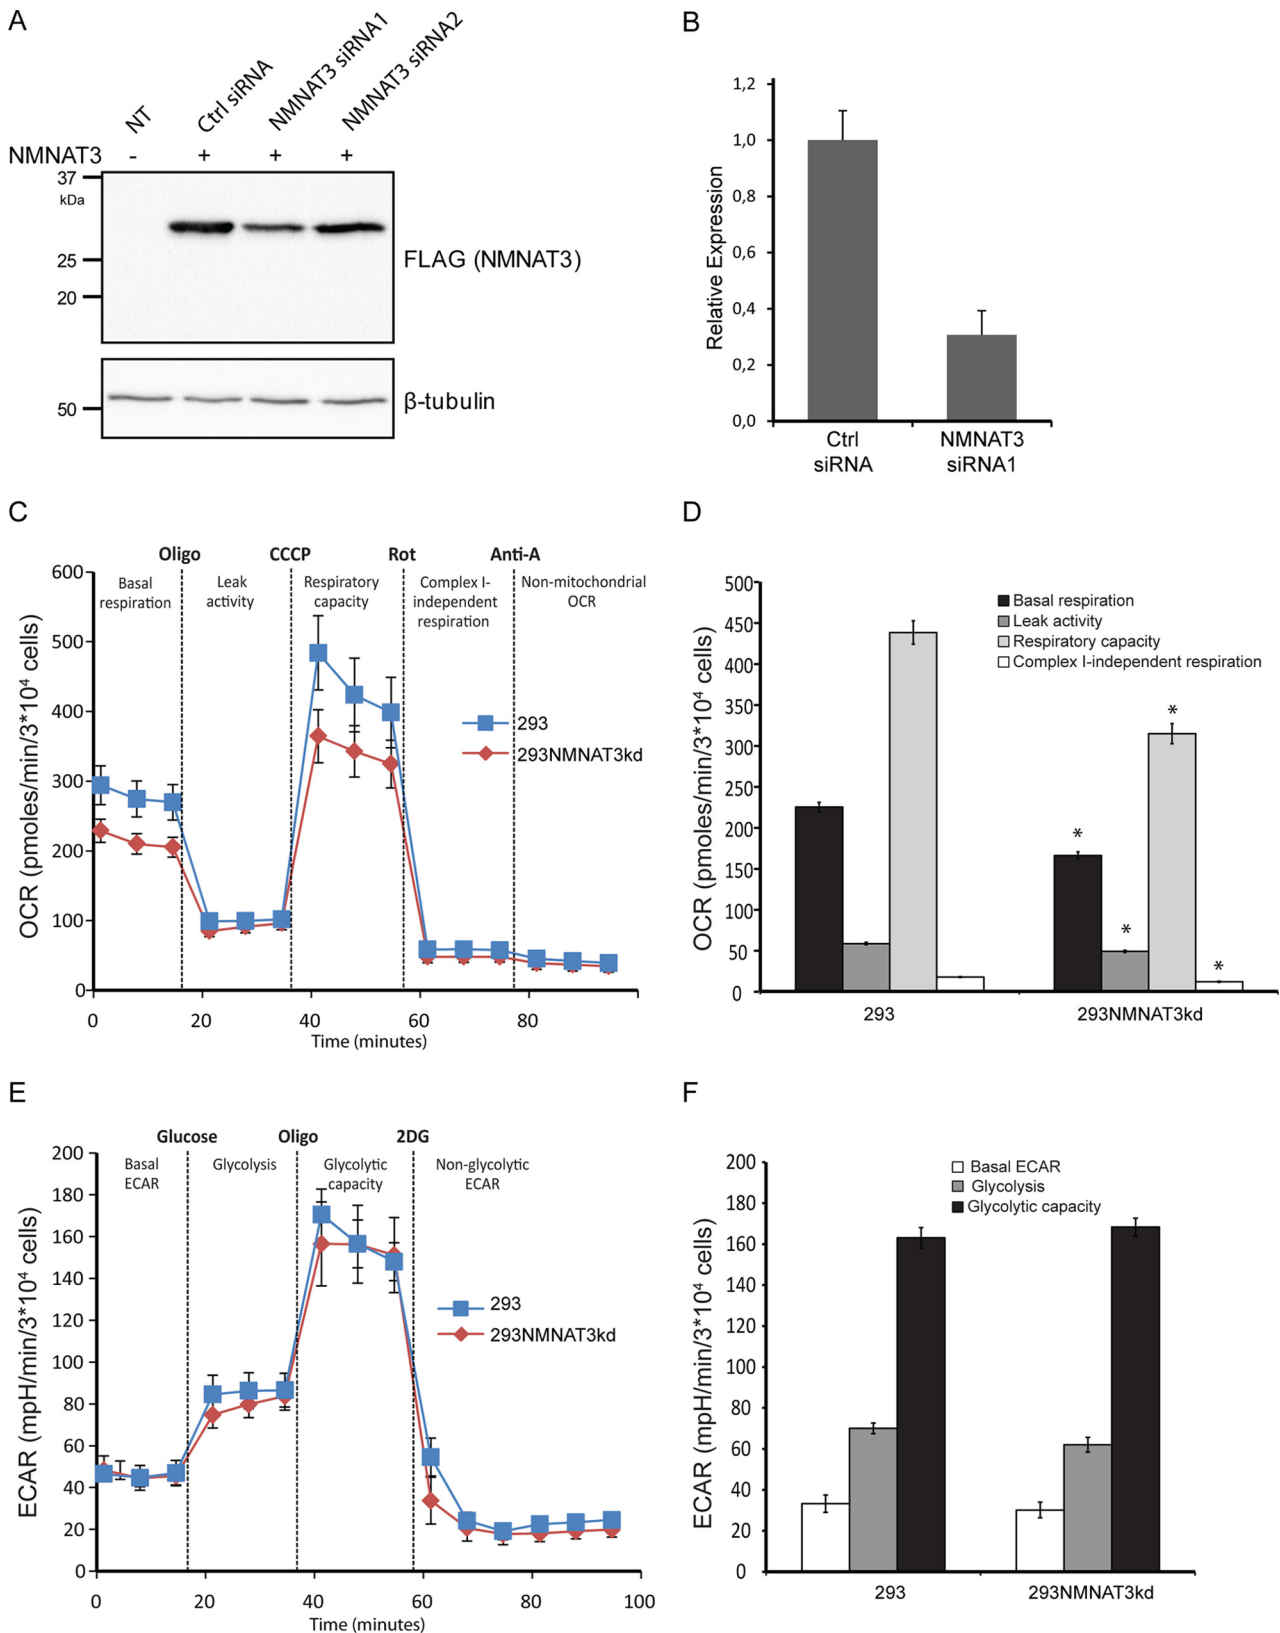 A
NT
Ctrl siRNA
NMNAT3 siRNA1
NMNAT3 siRNA2
NMNAT3 - + + +
37
kDa
25
20
FLAG (NMNAT3)
50
β-tubulin
B
Relative Expression
1,2
1,0
0,8
0,6
0,4
0,2
0,0
Ctrl
siRNA
NMNAT3
siRNA1
C
Oligo CCCP Rot Anti-A
Basal
respiration
Leak
activity
Respiratory
capacity
Complex I-
independent
respiration
Non-mitochondrial
OCR
OCR (pmoles/min/3*10⁴ cells)
600
500
400
300
200
100
0
293
293NMNAT3kd
0 20 40 60 80
Time (minutes)
D
OCR (pmoles/min/3*10⁴ cells)
500
450
400
350
300
250
200
150
100
50
0
Basal respiration
Leak activity
Respiratory capacity
Complex I-independent respiration
*
*
*
*
293 293NMNAT3kd
E
Glucose Oligo 2DG
Basal
ECAR
Glycolysis
Glycolytic
capacity
Non-glycolytic
ECAR
ECAR (mpH/min/3*10⁴ cells)
200
180
160
140
120
100
80
60
40
20
0
293
293NMNAT3kd
0 20 40 60 80 100
Time (minutes)
F
ECAR (mpH/min/3*10⁴ cells)
200
180
160
140
120
100
80
60
40
20
0
Basal ECAR
Glycolysis
Glycolytic capacity
293 293NMNAT3kd